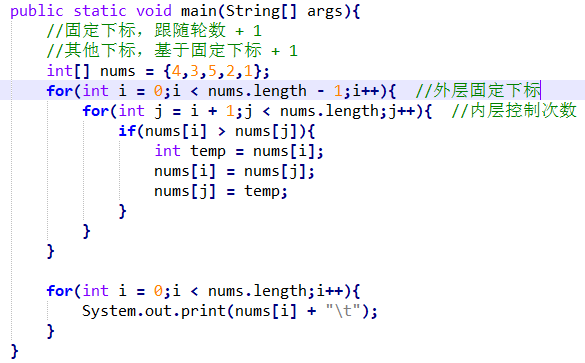 public static void main(String[] args){
//固定下标，跟随轮数 + 1
//其他下标，基于固定下标 + 1
int[] nums = {4,3,5,2,1};
for(int i = 0;i < nums.length - 1;i++){ //外层固定下标
for(int j = i + 1;j < nums.length;j++){ //内层控制次数
if(nums[i] > nums[j]){
int temp = nums[i];
nums[i] = nums[j];
nums[j] = temp;
}
}
}
for(int i = 0;i < nums.length;i++){
System.out.print(nums[i] + "\t");
}
}